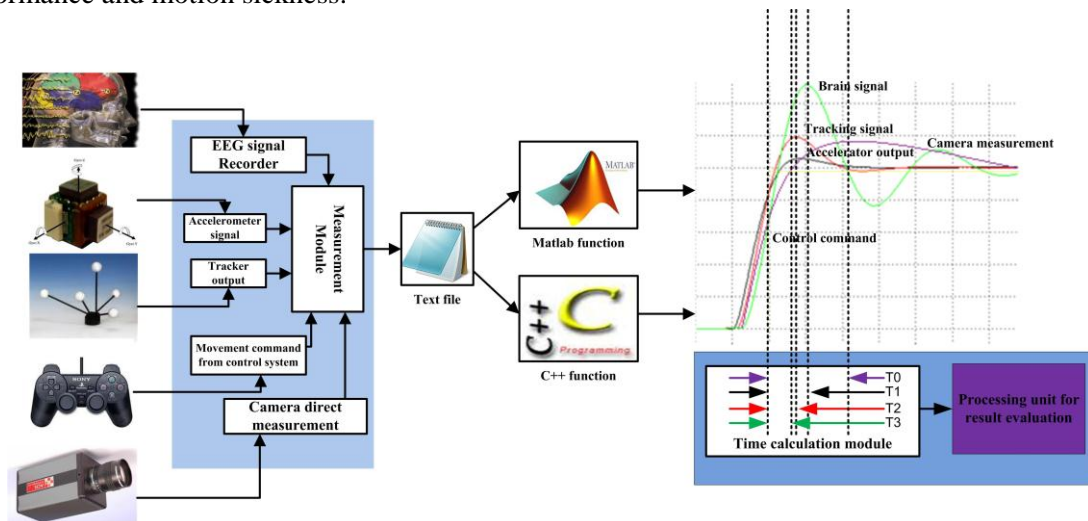 ormance and motion sickness.
EEG signal
Recorder
Accelerometer
signal
Tracker
output
Movement command
from control system
Camera direct
measurement
Measurement
Module
SONY
Text file
MATLAB
Matlab function
C++
C
Programming
C++ function
Brain signal
Tracking signal
Accelerator output
Camera measurement
Control command
T0
T1
T2
T3
Time calculation module
Processing unit for
result evaluation